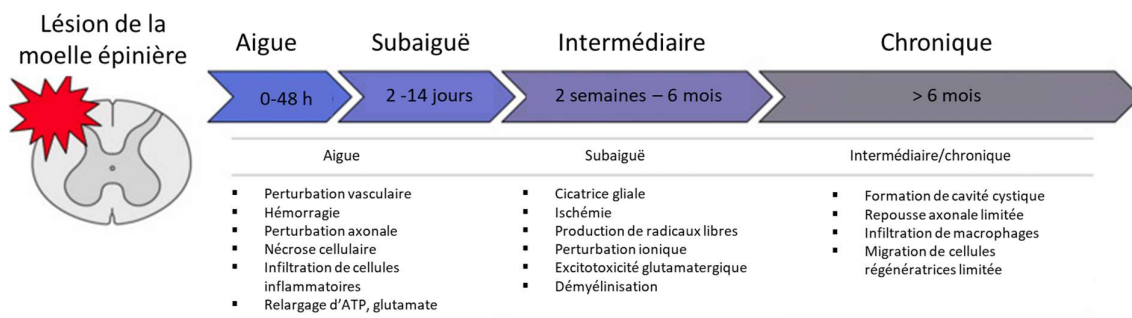 Lésion de la
moelle épinière
Aigue
Subaiguë
Intermédiaire
Chronique
0-48 h
2 -14 jours
2 semaines – 6 mois
> 6 mois
Aigue
Subaiguë
Intermédiaire/chronique
▪ Perturbation vasculaire
▪ Hémorragie
▪ Perturbation axonale
▪ Nécrose cellulaire
▪ Infiltration de cellules
inflammatoires
▪ Relargage d’ATP, glutamate
▪ Cicatrice gliale
▪ Ischémie
▪ Production de radicaux libres
▪ Perturbation ionique
▪ Excitotoxicité glutamatergique
▪ Démyélinisation
▪ Formation de cavité cystique
▪ Repousse axonale limitée
▪ Infiltration de macrophages
▪ Migration de cellules
régénératrices limitée